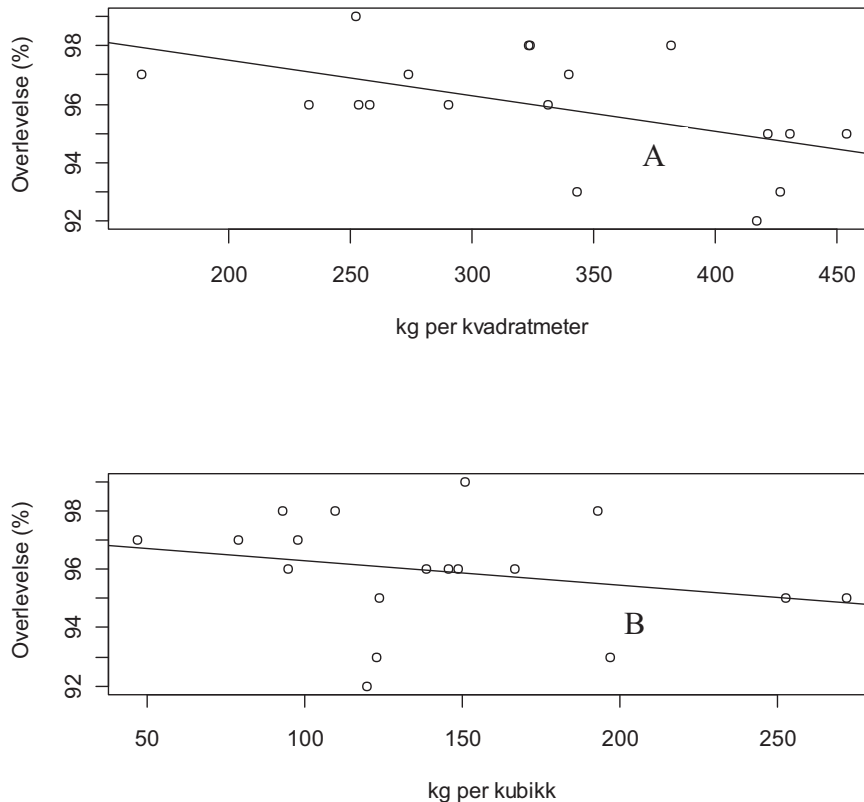 98
96
94
92
Overlevelse (%)
A
200 250 300 350 400 450
kg per kvadratmeter
98
96
94
92
Overlevelse (%)
B
50 100 150 200 250
kg per kubikk